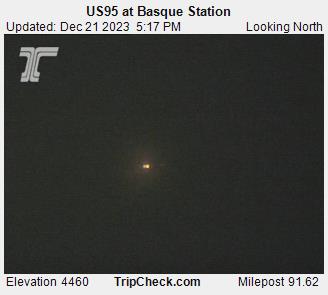 US95 at Basque Station
Updated: Dec 21 2023 5:17 PM Looking North
Elevation 4460 TripCheck.com Milepost 91.62